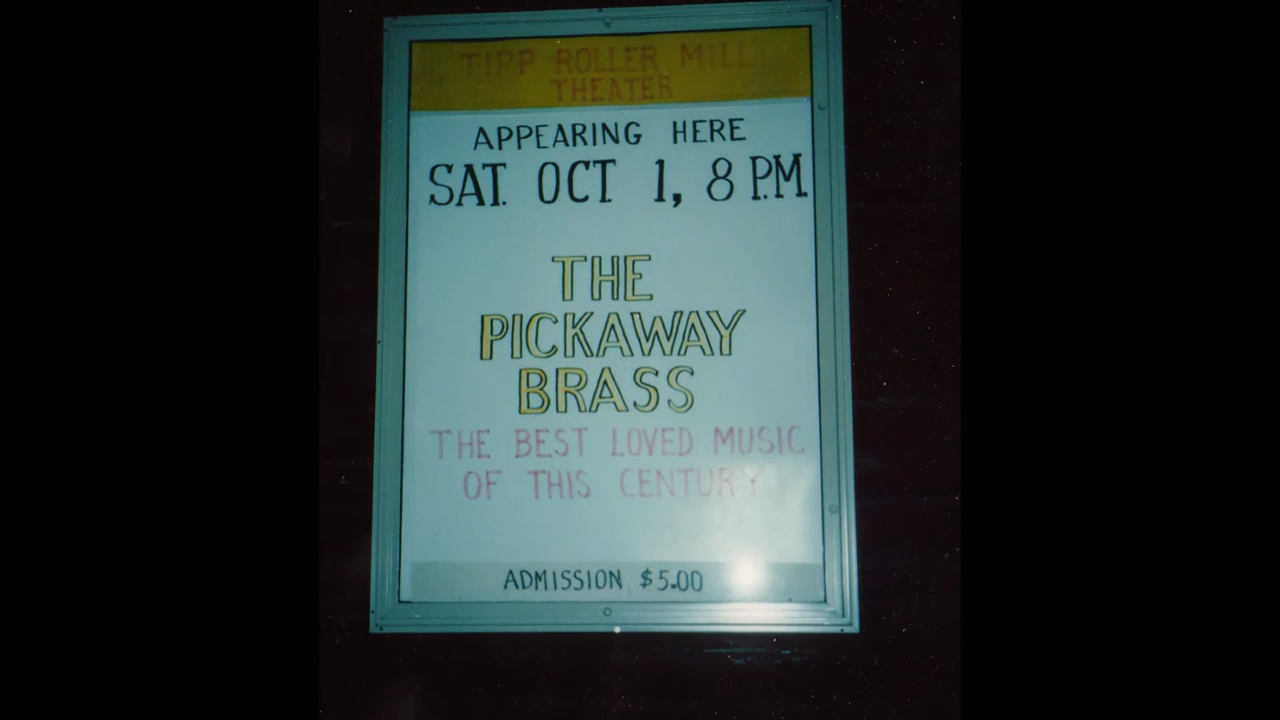 TIPP ROLLER MILL
THEATER
APPEARING HERE
SAT. OCT 1, 8 P.M.
THE
PICKAWAY
BRASS
THE BEST LOVED MUSIC
OF THIS CENTURY
ADMISSION $5.00